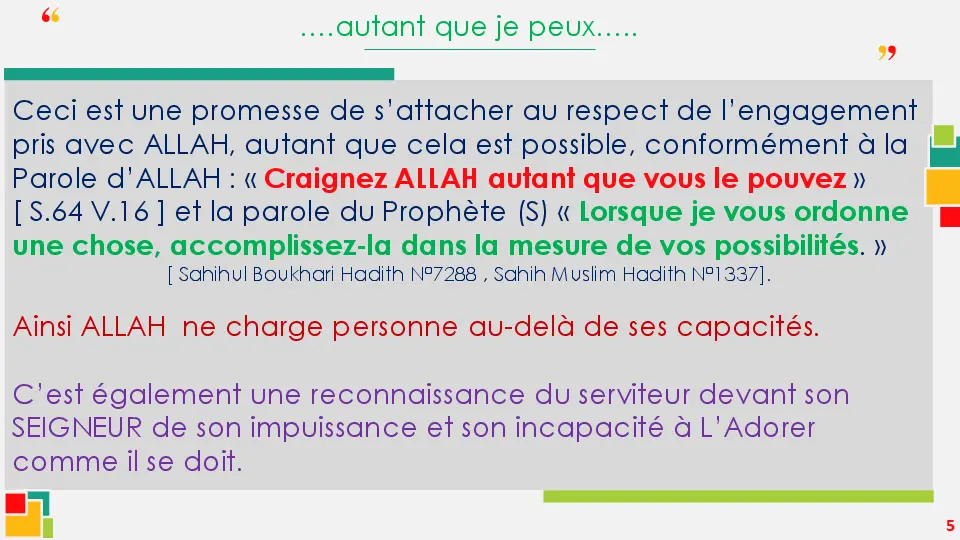 “
….autant que je peux…..
”
Ceci est une promesse de s’attacher au respect de l’engagement
pris avec ALLAH, autant que cela est possible, conformément à la
Parole d’ALLAH : « Craignez ALLAH autant que vous le pouvez »
[ S.64 V.16 ] et la parole du Prophète (S) « Lorsque je vous ordonne
une chose, accomplissez-la dans la mesure de vos possibilités. »
[ Sahihul Boukhari Hadith Nº7288 , Sahih Muslim Hadith Nº1337].
Ainsi ALLAH ne charge personne au-delà de ses capacités.
C’est également une reconnaissance du serviteur devant son
SEIGNEUR de son impuissance et son incapacité à L’Adorer
comme il se doit.
5